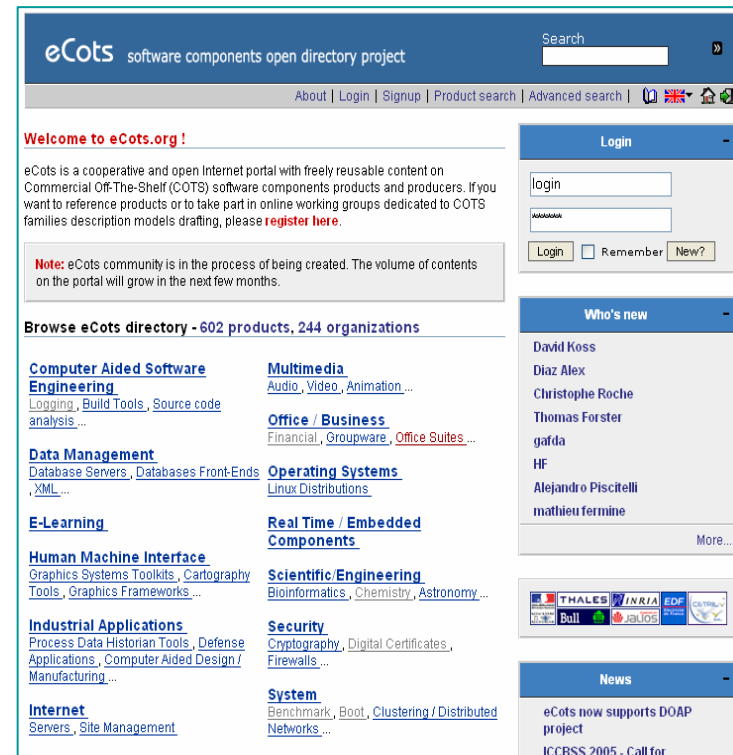 eCots software components open directory project
Search
About | Login | Signup | Product search | Advanced search |
Welcome to eCots.org !
eCots is a cooperative and open Internet portal with freely reusable content on
Commercial Off-The-Shelf (COTS) software components products and producers. If you
want to reference products or to take part in online working groups dedicated to COTS
families description models drafting, please register here.
Note: eCots community is in the process of being created. The volume of contents
on the portal will grow in the next few months.
Browse eCots directory - 602 products, 244 organizations
Computer Aided Software
Engineering
Logging , Build Tools , Source code
analysis ...
Data Management
Database Servers , Databases Front-Ends
, XML ...
E-Learning
Human Machine Interface
Graphics Systems Toolkits , Cartography
Tools , Graphics Frameworks ...
Industrial Applications
Process Data Historian Tools , Defense
Applications , Computer Aided Design /
Manufacturing ...
Internet
Servers , Site Management
Multimedia
Audio , Video , Animation ...
Office / Business
Financial , Groupware , Office Suites ...
Operating Systems
Linux Distributions
Real Time / Embedded
Components
Scientific/Engineering
Bioinformatics , Chemistry , Astronomy ...
Security
Cryptography , Digital Certificates ,
Firewalls ...
System
Benchmark , Boot , Clustering / Distributed
Networks ...
Login
login
*******
Login Remember New?
Who's new
David Koss
Diaz Alex
Christophe Roche
Thomas Forster
gafda
HF
Alejandro Piscitelli
mathieu fermine
More...
THALES INRIA EDF
Bull JALIOS
News
eCots now supports DOAP
project
ICCBSS 2005 - Call for